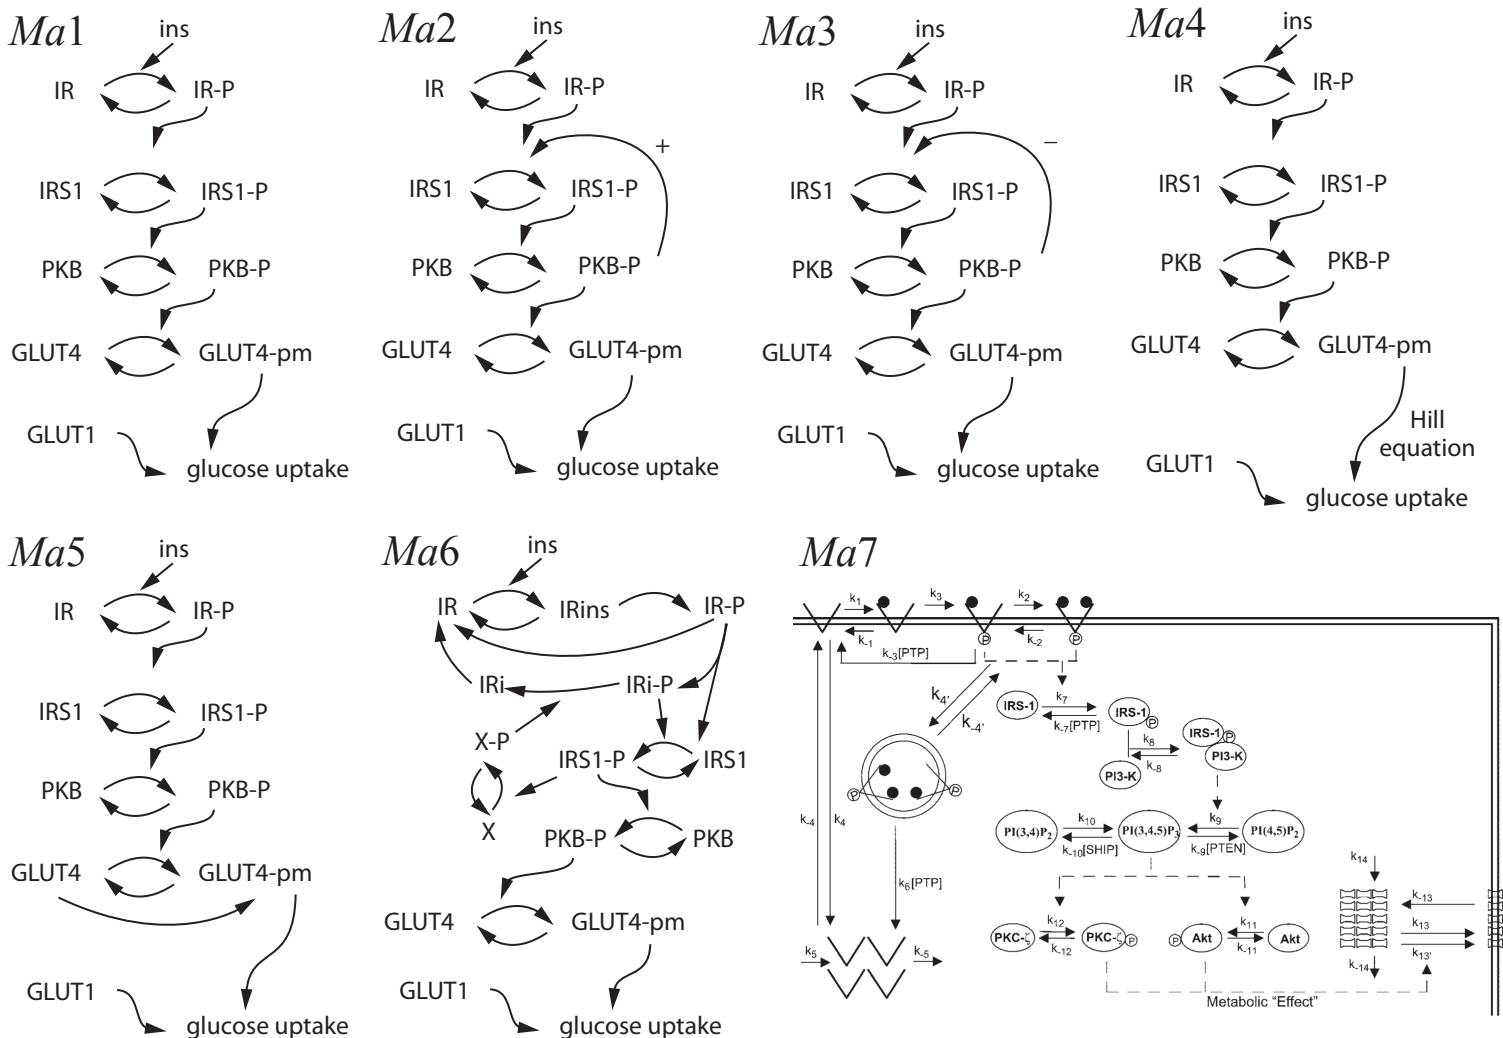 Ma1
ins
IR
IR-P
IRS1
IRS1-P
PKB
PKB-P
GLUT4
GLUT4-pm
GLUT1
glucose uptake
Ma2
ins
IR
IR-P
+
IRS1
IRS1-P
PKB
PKB-P
GLUT4
GLUT4-pm
GLUT1
glucose uptake
Ma3
ins
IR
IR-P
−
IRS1
IRS1-P
PKB
PKB-P
GLUT4
GLUT4-pm
GLUT1
glucose uptake
Ma4
ins
IR
IR-P
IRS1
IRS1-P
PKB
PKB-P
GLUT4
GLUT4-pm
Hill
equation
GLUT1
glucose uptake
Ma5
ins
IR
IR-P
IRS1
IRS1-P
PKB
PKB-P
GLUT4
GLUT4-pm
GLUT1
glucose uptake
Ma6
ins
IR
IRins
IR-P
IRi
IRi-P
X-P
IRS1-P
IRS1
X
PKB-P
PKB
GLUT4
GLUT4-pm
GLUT1
glucose uptake
Ma7
k1
k3
k2
k-1
k-2
P
P
k-3[PTP]
k4'
k-4'
IRS-1
k7
k-7[PTP]
IRS-1
P
k8
k-8
IRS-1
P
PI3-K
PI3-K
P
P
k-4
k4
k10
k9
PI(3,4)P2
PI(3,4,5)P3
PI(4,5)P2
k-10[SHIP]
k-9[PTEN]
k6[PTP]
k14
k-13
k12
k11
k13
PKC-ζ
PKC-ζ
P
P
Akt
Akt
k-12
k-11
k13'
k5
k-5
k-14
Metabolic "Effect"